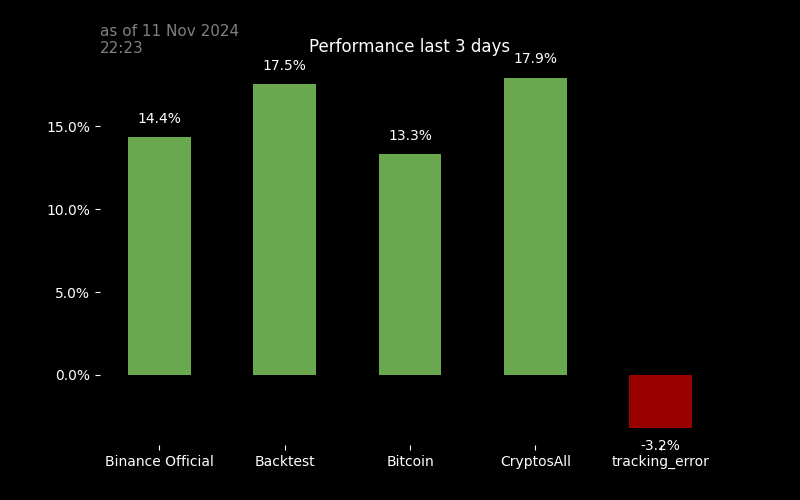 as of 11 Nov 2024
22:23
Performance last 3 days
14.4%
17.5%
13.3%
17.9%
-3.2%
15.0%
10.0%
5.0%
0.0%
Binance Official
Backtest
Bitcoin
CryptosAll
tracking_error